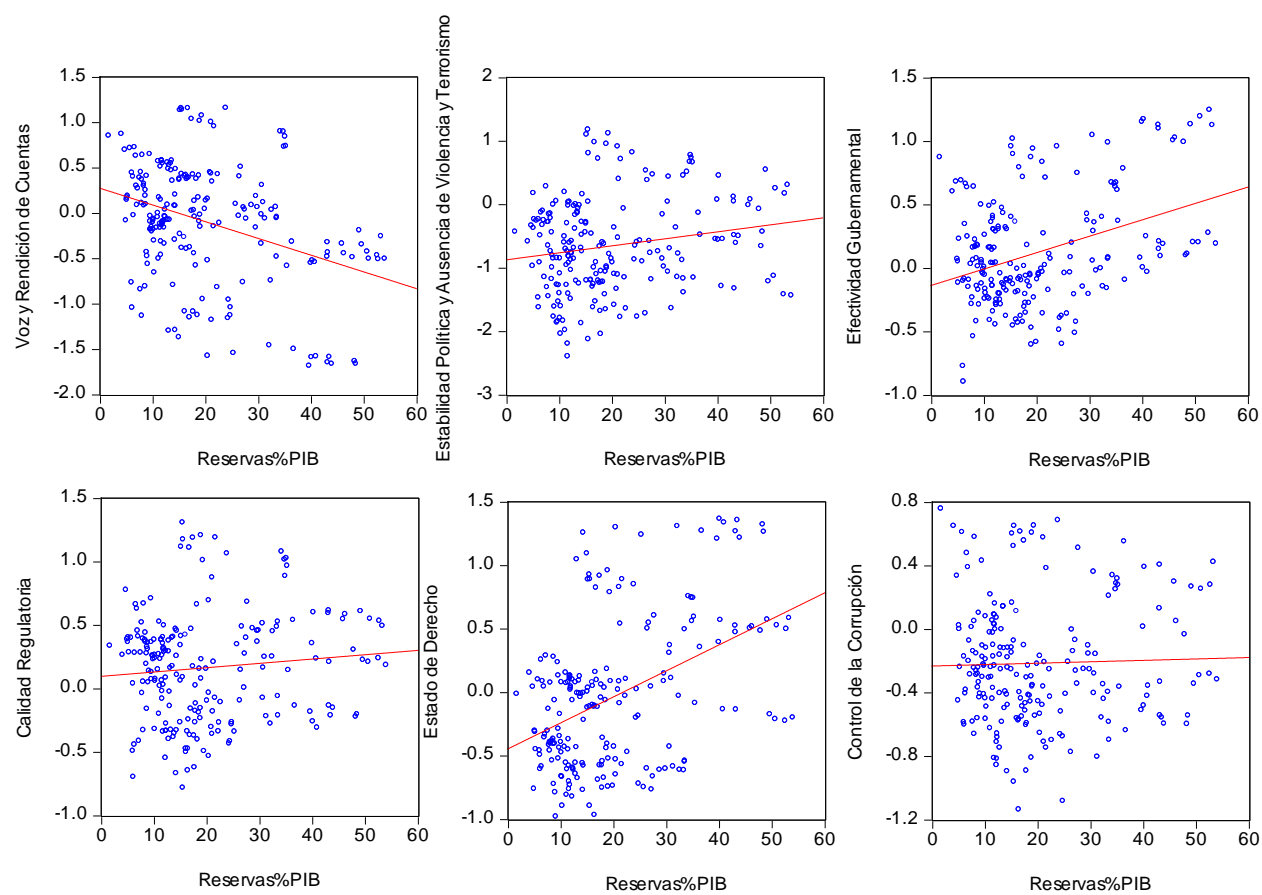 Voz y Rendición de Cuentas
1.5
1.0
0.5
0.0
-0.5
-1.0
-1.5
-2.0
0 10 20 30 40 50 60
Reservas%PIB
Estabilidad Política y Ausencia de Violencia y Terrorismo
2
1
0
-1
-2
-3
0 10 20 30 40 50 60
Reservas%PIB
Efectividad Gubernamental
1.5
1.0
0.5
0.0
-0.5
-1.0
0 10 20 30 40 50 60
Reservas%PIB
Calidad Regulatoria
1.5
1.0
0.5
0.0
-0.5
-1.0
0 10 20 30 40 50 60
Reservas%PIB
Estado de Derecho
1.5
1.0
0.5
0.0
-0.5
-1.0
0 10 20 30 40 50 60
Reservas%PIB
Control de la Corrupción
0.8
0.4
0.0
-0.4
-0.8
-1.2
0 10 20 30 40 50 60
Reservas%PIB